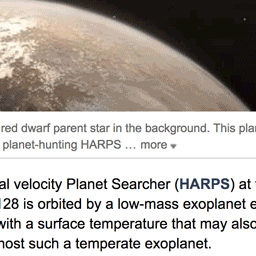 red dwarf parent star in the background. This pla
planet-hunting HARPS … more
al velocity Planet Searcher (HARPS) at
128 is orbited by a low-mass exoplanet e
with a surface temperature that may also
host such a temperate exoplanet.